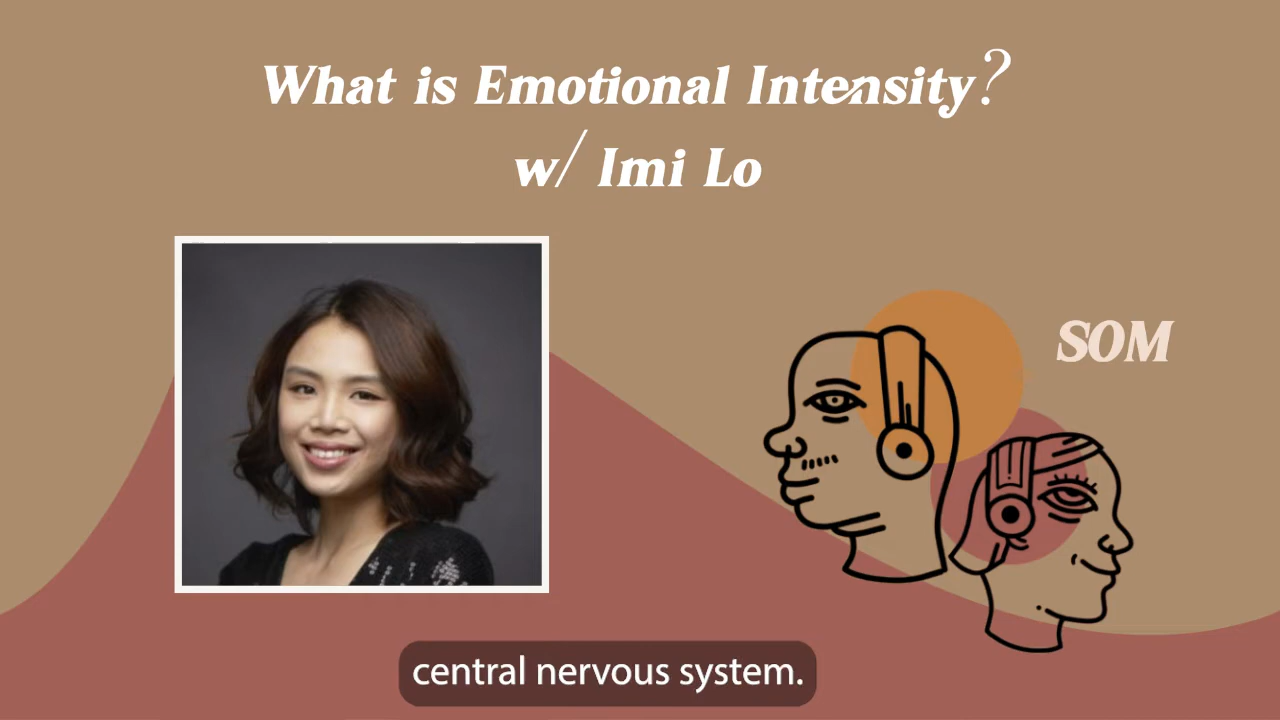 What is Emotional Intensity?
w/ Imi Lo
SOM
central nervous system.